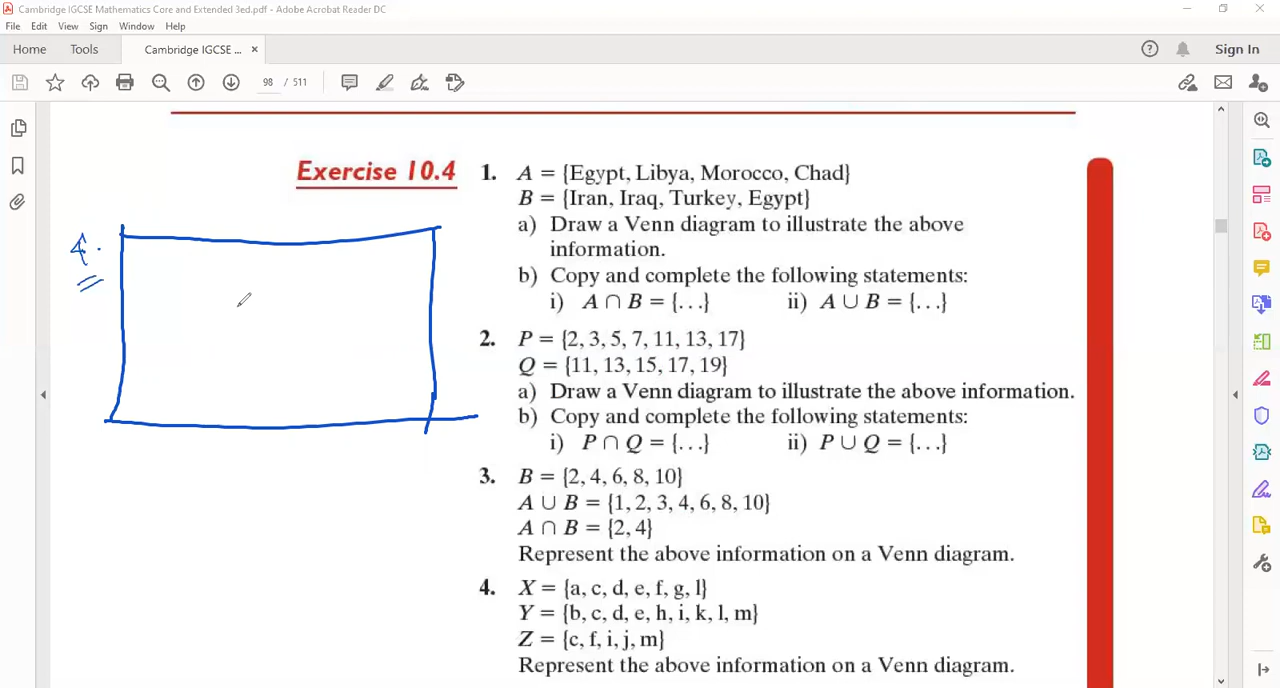 Cambridge IGCSE Mathematics Core and Extended 3ed.pdf - Adobe Acrobat Reader DC
File Edit View Sign Window Help
Home Tools Cambridge IGCSE ... × Sign In
98 / 511
Exercise 10.4
1. A = {Egypt, Libya, Morocco, Chad}
B = {Iran, Iraq, Turkey, Egypt}
a) Draw a Venn diagram to illustrate the above
information.
b) Copy and complete the following statements:
i) A ∩ B = {...} ii) A ∪ B = {...}
2. P = {2, 3, 5, 7, 11, 13, 17}
Q = {11, 13, 15, 17, 19}
a) Draw a Venn diagram to illustrate the above information.
b) Copy and complete the following statements:
i) P ∩ Q = {...} ii) P ∪ Q = {...}
3. B = {2, 4, 6, 8, 10}
A ∪ B = {1, 2, 3, 4, 6, 8, 10}
A ∩ B = {2, 4}
Represent the above information on a Venn diagram.
4. X = {a, c, d, e, f, g, l}
Y = {b, c, d, e, h, i, k, l, m}
Z = {c, f, i, j, m}
Represent the above information on a Venn diagram.
4.